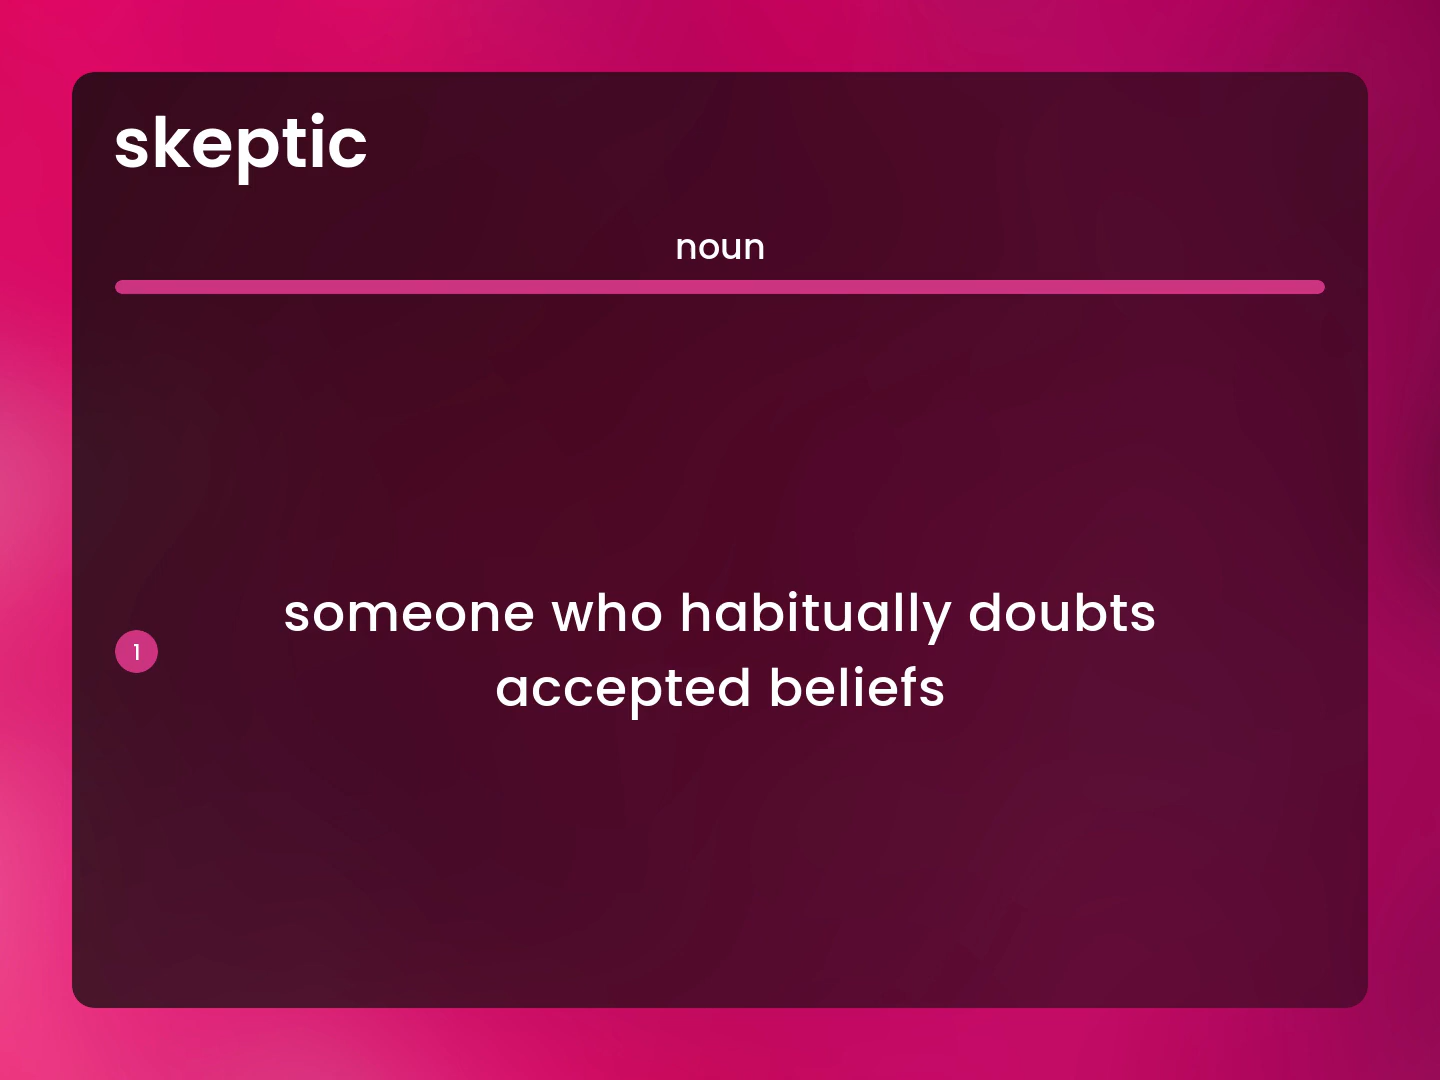 skeptic
noun
1
someone who habitually doubts
accepted beliefs